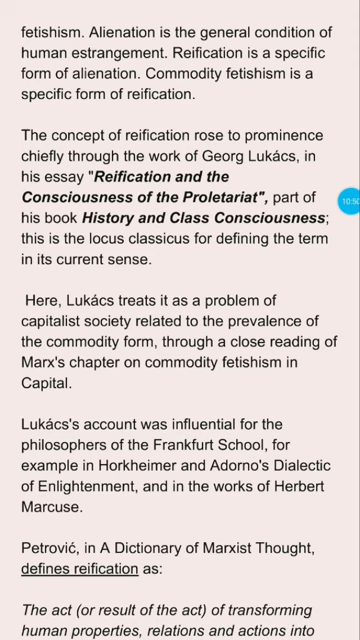 fetishism. Alienation is the general condition of
human estrangement. Reification is a specific
form of alienation. Commodity fetishism is a
specific form of reification.
The concept of reification rose to prominence
chiefly through the work of Georg Lukács, in
his essay "Reification and the
Consciousness of the Proletariat", part of
his book History and Class Consciousness;
this is the locus classicus for defining the term
in its current sense.
Here, Lukács treats it as a problem of
capitalist society related to the prevalence of
the commodity form, through a close reading of
Marx's chapter on commodity fetishism in
Capital.
Lukács's account was influential for the
philosophers of the Frankfurt School, for
example in Horkheimer and Adorno's Dialectic
of Enlightenment, and in the works of Herbert
Marcuse.
Petrović, in A Dictionary of Marxist Thought,
defines reification as:
The act (or result of the act) of transforming
human properties, relations and actions into
10:50